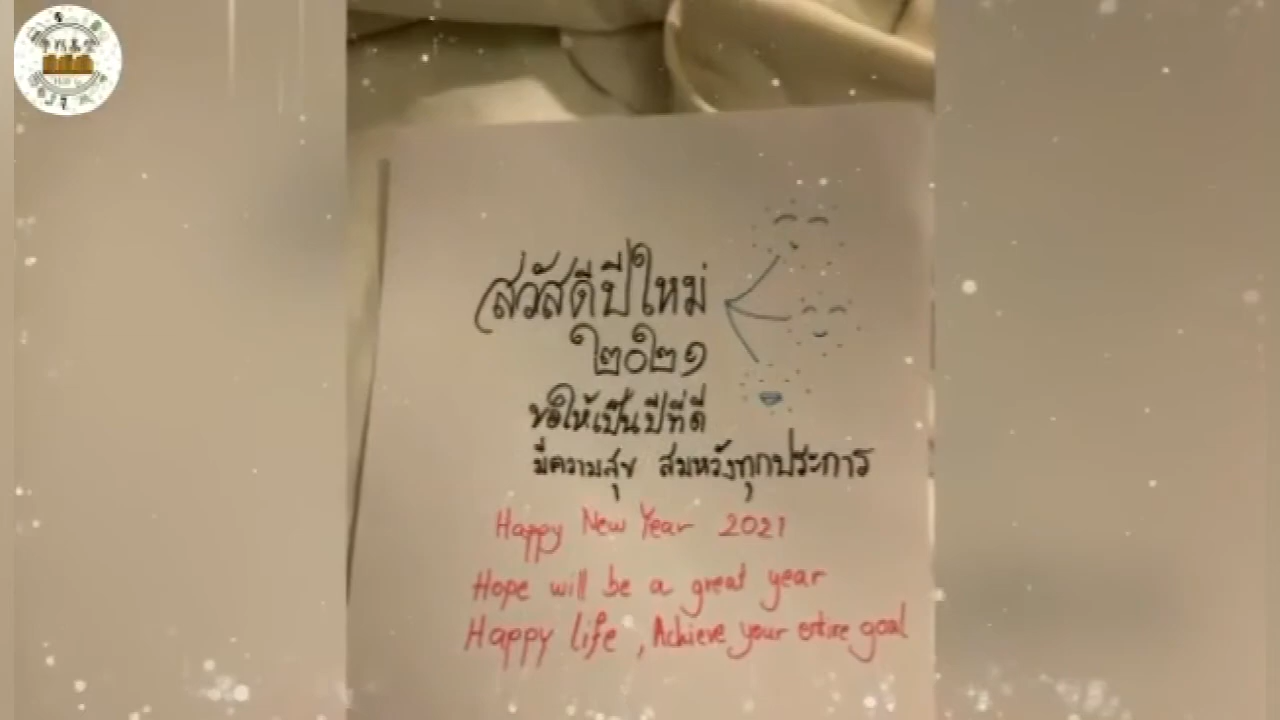 สวัสดีปีใหม่
๒๐๒๑
ขอให้เป็นปีที่ดี
มีความสุข สมหวังทุกประการ
Happy New Year 2021
Hope will be a great year
Happy life, Achieve your entire goal